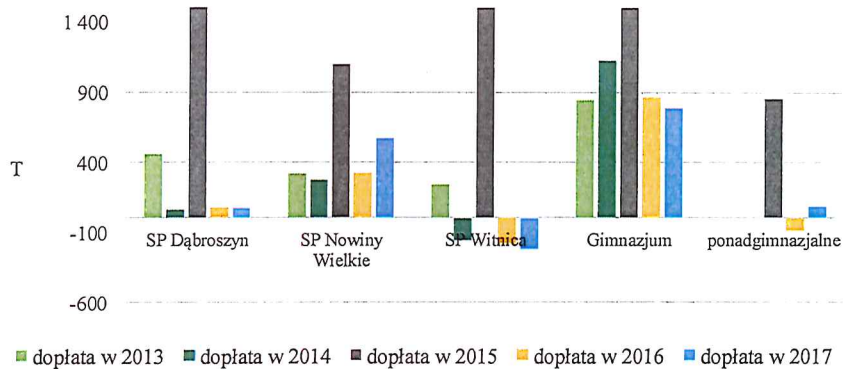 1 400
900
400
T
-100
-600
SP Dąbroszyn
SP Nowiny
Wielkie
SP Witnica
Gimnazjum
ponadgimnazjalne
dopłata w 2013
dopłata w 2014
dopłata w 2015
dopłata w 2016
dopłata w 2017